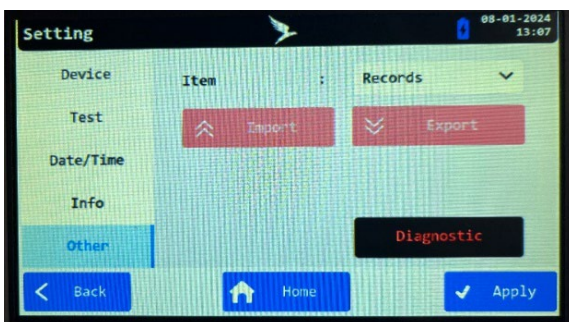 Setting
08-01-2024
13:07
Device
Test
Date/Time
Info
Other
Item : Records
Import
Export
Diagnostic
Back
Home
Apply